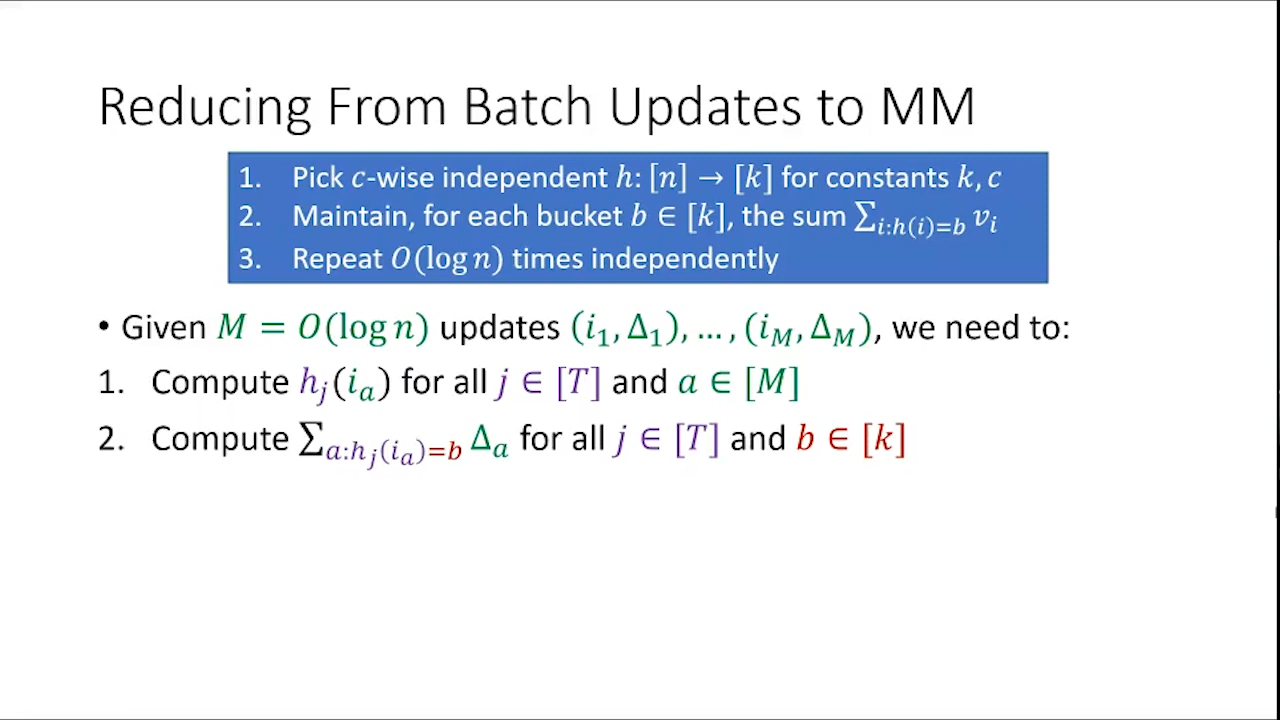 Reducing From Batch Updates to MM
1. Pick c-wise independent h: [n] → [k] for constants k, c
2. Maintain, for each bucket b ∈ [k], the sum ∑_{i:h(i)=b} v_i
3. Repeat O(log n) times independently
• Given M = O(log n) updates (i_1, Δ_1), … , (i_M, Δ_M), we need to:
1. Compute h_j(i_a) for all j ∈ [T] and a ∈ [M]
2. Compute ∑_{a:h_j(i_a)=b} Δ_a for all j ∈ [T] and b ∈ [k]